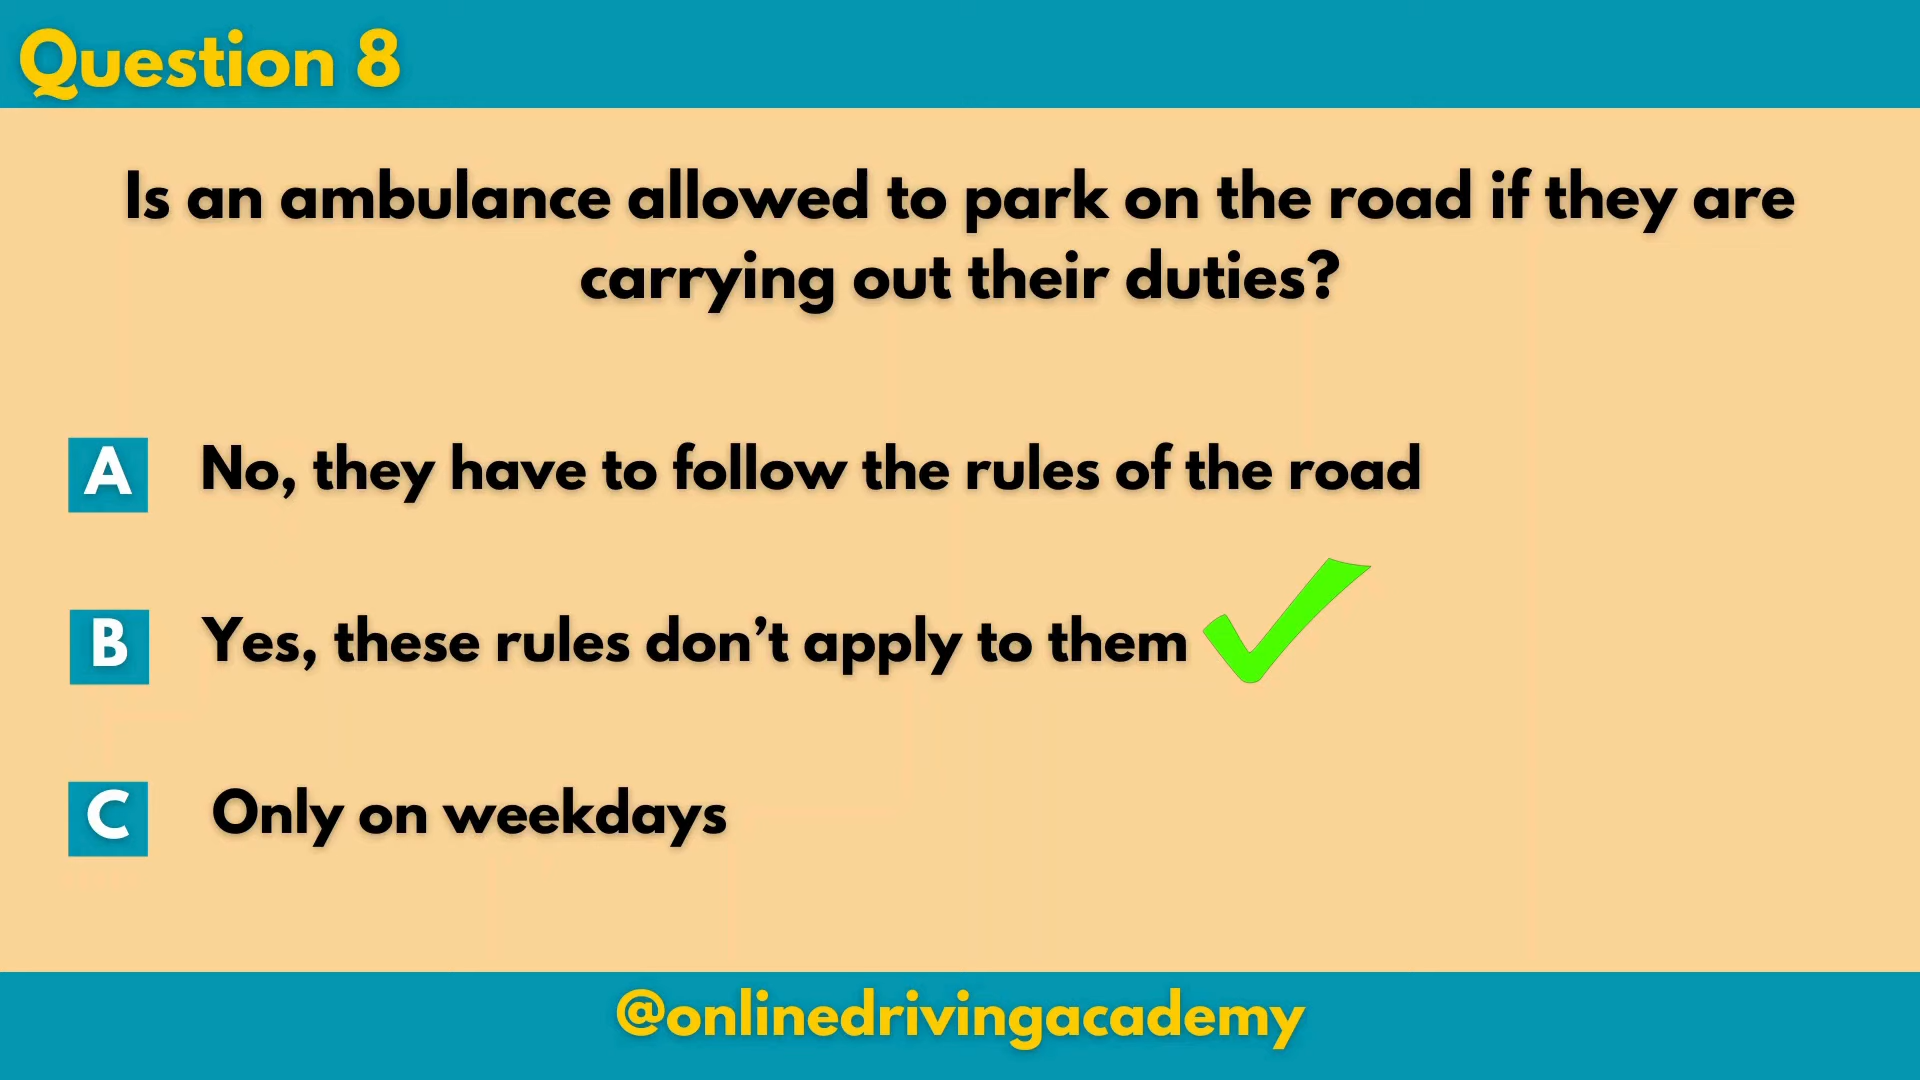 Question 8
Is an ambulance allowed to park on the road if they are
carrying out their duties?
A No, they have to follow the rules of the road
B Yes, these rules don’t apply to them
C Only on weekdays
@onlinedrivingacademy